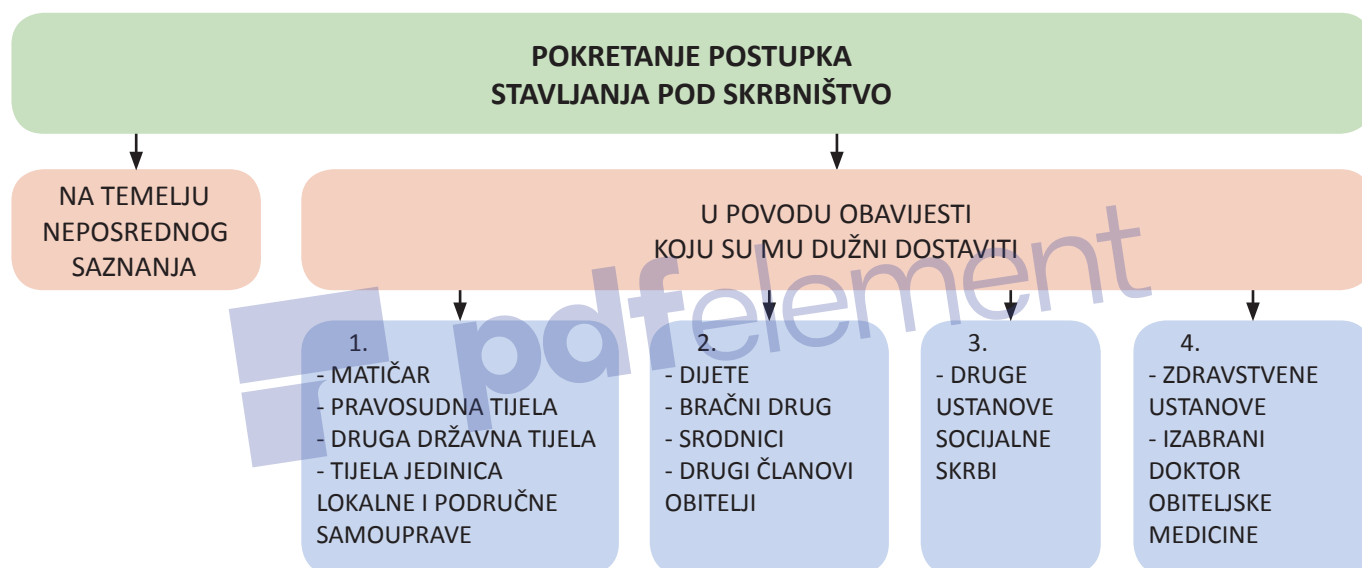 POKRETANJE POSTUPKA
STAVLJANJA POD SKRBNIŠTVO
NA TEMELJU
NEPOSREDNOG
SAZNANJA
U POVODU OBAVIJESTI
KOJU SU MU DUŽNI DOSTAVITI
1.
- MATIČAR
- PRAVOSUDNA TIJELA
- DRUGA DRŽAVNA TIJELA
- TIJELA JEDINICA
LOKALNE I PODRUČNE
SAMOUPRAVE
2.
- DIJETE
- BRAČNI DRUG
- SRODNICI
- DRUGI ČLANOVI
OBITELJI
3.
- DRUGE
USTANOVE
SOCIJALNE
SKRBI
4.
- ZDRAVSTVENE
USTANOVE
- IZABRANI
DOKTOR
OBITELJSKE
MEDICINE
pdfelement